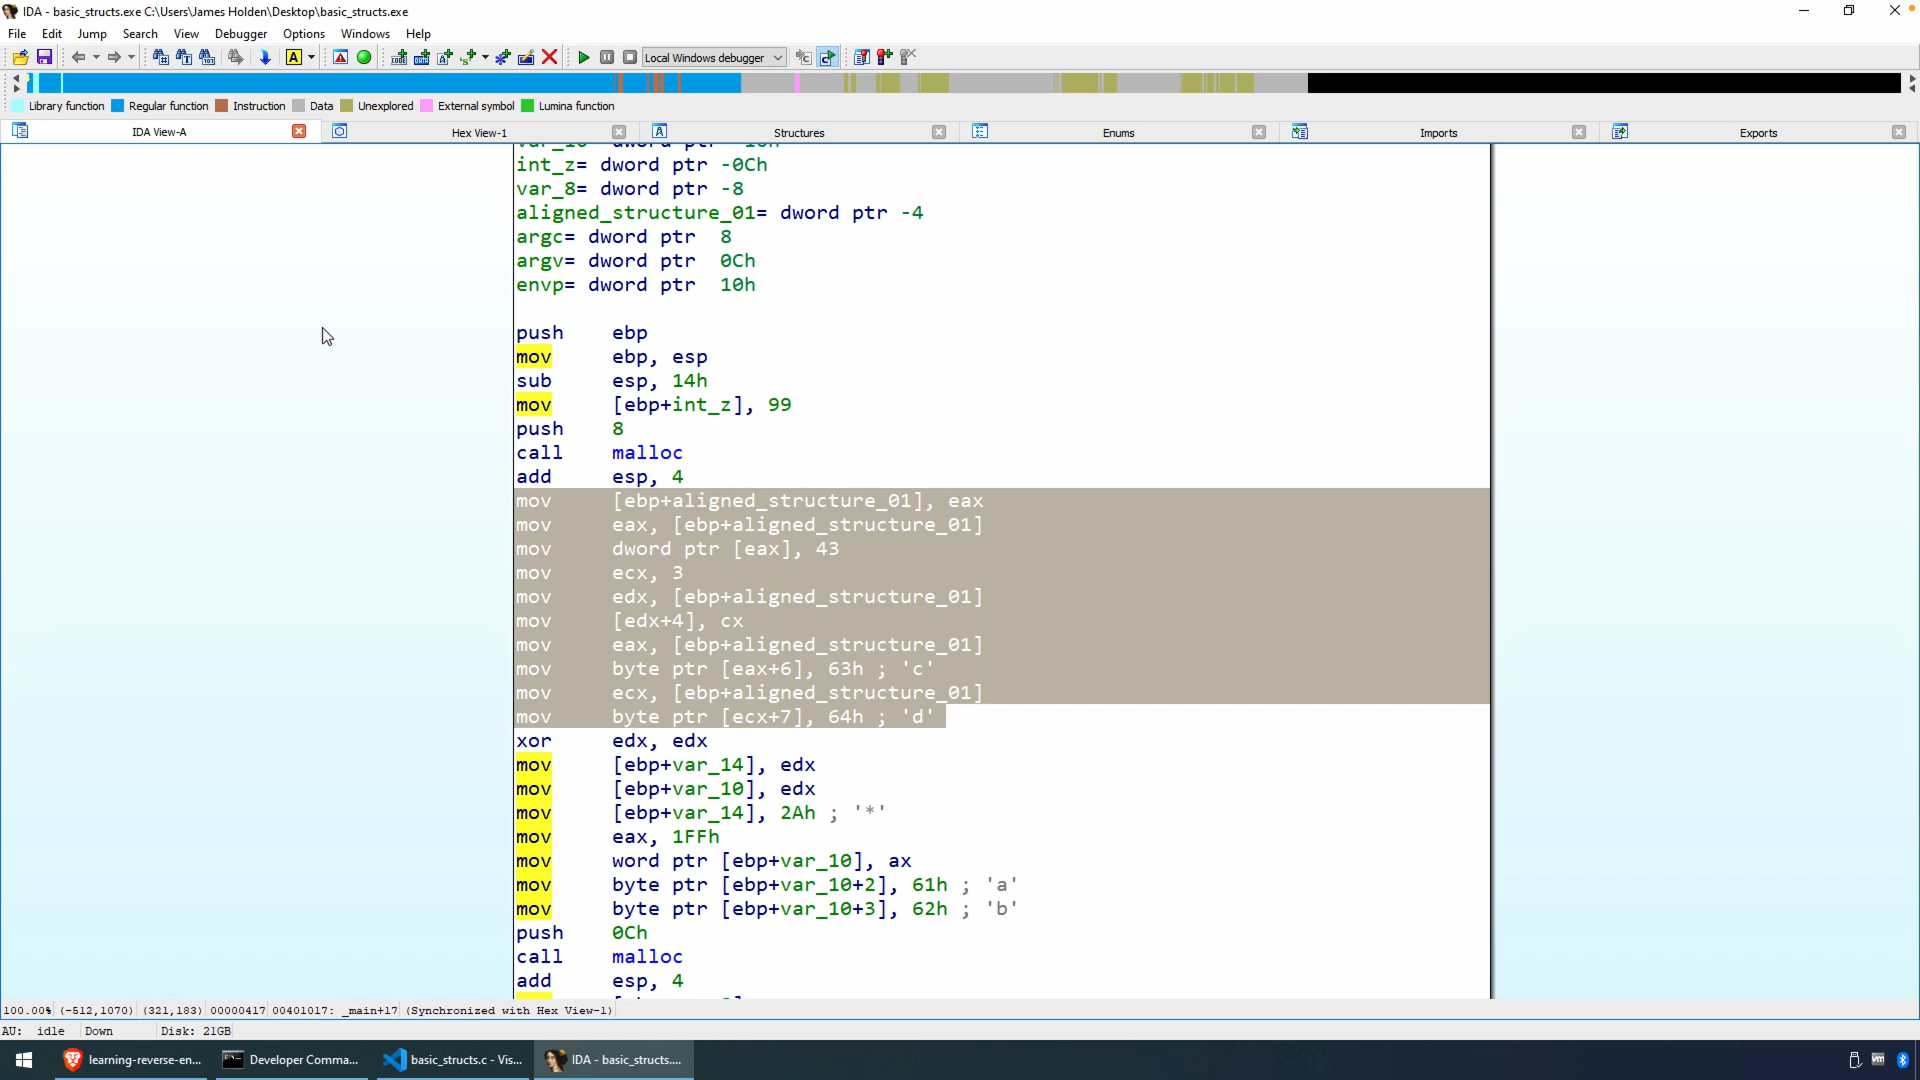 IDA - basic_structs.exe C:\Users\James Holden\Desktop\basic_structs.exe
File Edit Jump Search View Debugger Options Windows Help
Local Windows debugger
Library function Regular function Instruction Data Unexplored External symbol Lumina function
IDA View-A Hex View-1 Structures Enums Imports Exports
int_z= dword ptr -0Ch
var_8= dword ptr -8
aligned_structure_01= dword ptr -4
argc= dword ptr 8
argv= dword ptr 0Ch
envp= dword ptr 10h
push ebp
mov ebp, esp
sub esp, 14h
mov [ebp+int_z], 99
push 8
call malloc
add esp, 4
mov [ebp+aligned_structure_01], eax
mov eax, [ebp+aligned_structure_01]
mov dword ptr [eax], 43
mov ecx, 3
mov edx, [ebp+aligned_structure_01]
mov [edx+4], cx
mov eax, [ebp+aligned_structure_01]
mov byte ptr [eax+6], 63h ; 'c'
mov ecx, [ebp+aligned_structure_01]
mov byte ptr [ecx+7], 64h ; 'd'
xor edx, edx
mov [ebp+var_14], edx
mov [ebp+var_10], edx
mov [ebp+var_14], 2Ah ; '*'
mov eax, 1FFh
mov word ptr [ebp+var_10], ax
mov byte ptr [ebp+var_10+2], 61h ; 'a'
mov byte ptr [ebp+var_10+3], 62h ; 'b'
push 0Ch
call malloc
add esp, 4
100.00% (-512,1070) (321,183) 00000417 00401017: _main+17 (Synchronized with Hex View-1)
AU: idle Down Disk: 21GB
learning-reverse-en... Developer Comma... basic_structs.c - Vis... IDA - basic_structs....